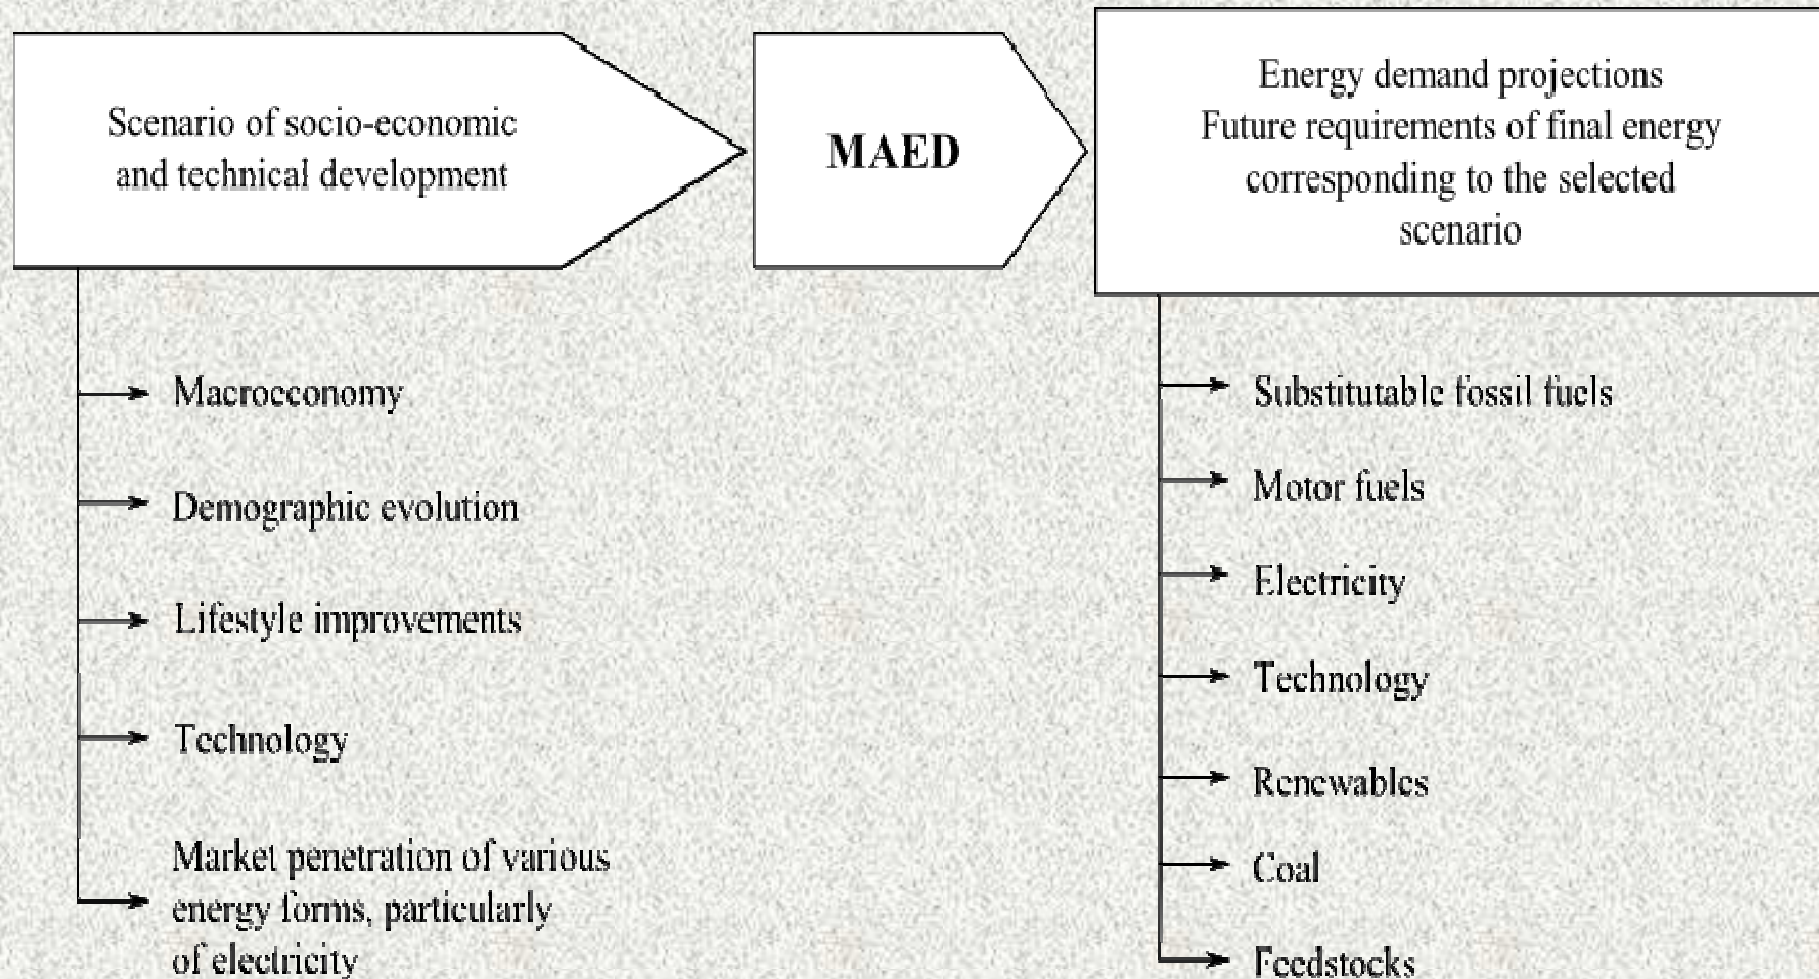 Scenario of socio-economic
and technical development
MAED
Energy demand projections
Future requirements of final energy
corresponding to the selected
scenario
Macroeconomy
Demographic evolution
Lifestyle improvements
Technology
Market penetration of various
energy forms, particularly
of electricity
Substitutable fossil fuels
Motor fuels
Electricity
Technology
Renewables
Coal
Feedstocks